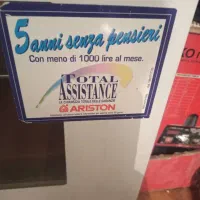 5 anni senza pensieri
Con meno di 1000 lire al mese.
TOTAL
ASSISTANCE
ARISTON